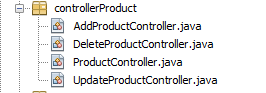 controllerProduct
AddProductController.java
DeleteProductController.java
ProductController.java
UpdateProductController.java